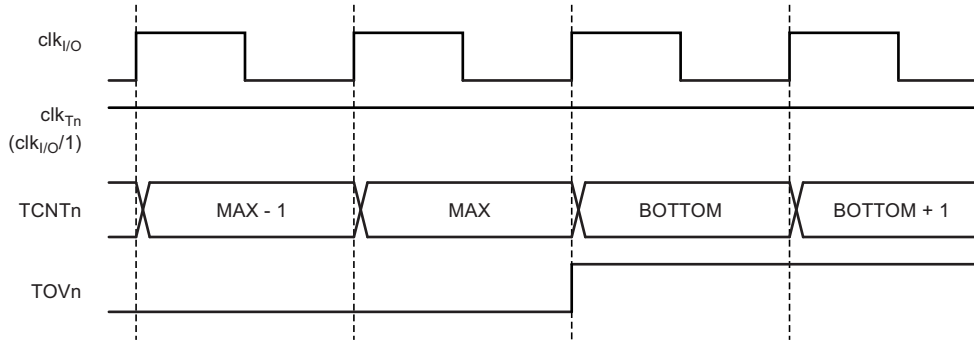 clkI/O
clkTn
(clkI/O/1)
TCNTn MAX - 1 MAX BOTTOM BOTTOM + 1
TOVn